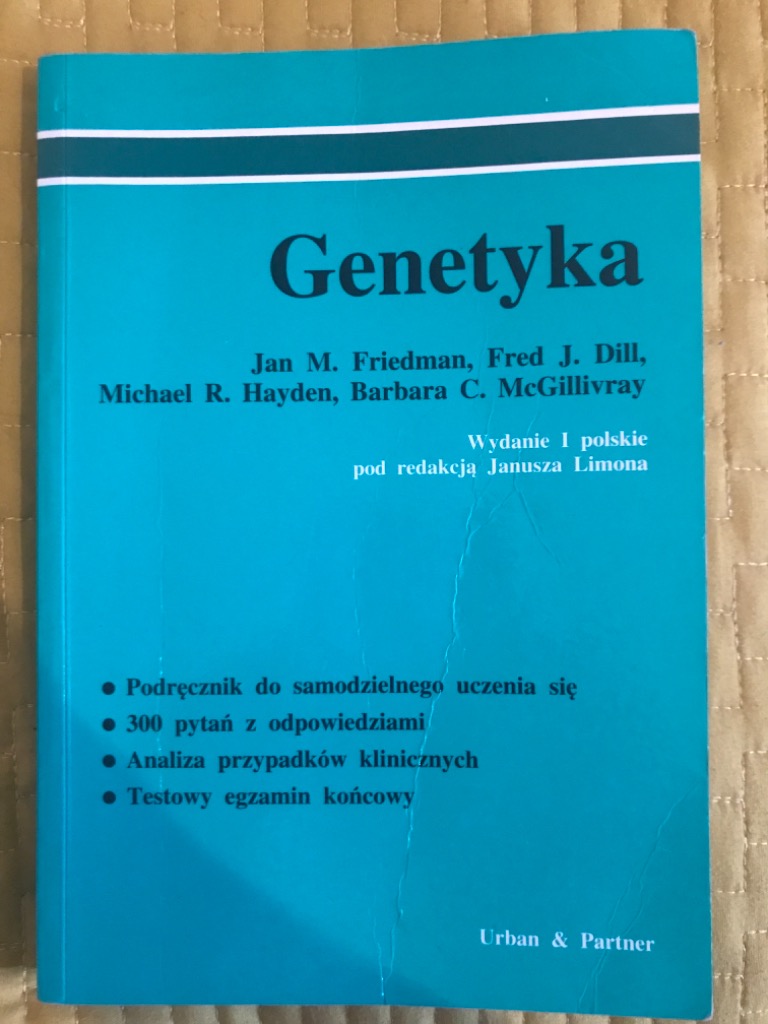 Genetyka
Jan M. Friedman, Fred J. Dill,
Michael R. Hayden, Barbara C. McGillivray
Wydanie I polskie
pod redakcją Janusza Limona
● Podręcznik do samodzielnego uczenia się
● 300 pytań z odpowiedziami
● Analiza przypadków klinicznych
● Testowy egzamin końcowy
Urban & Partner